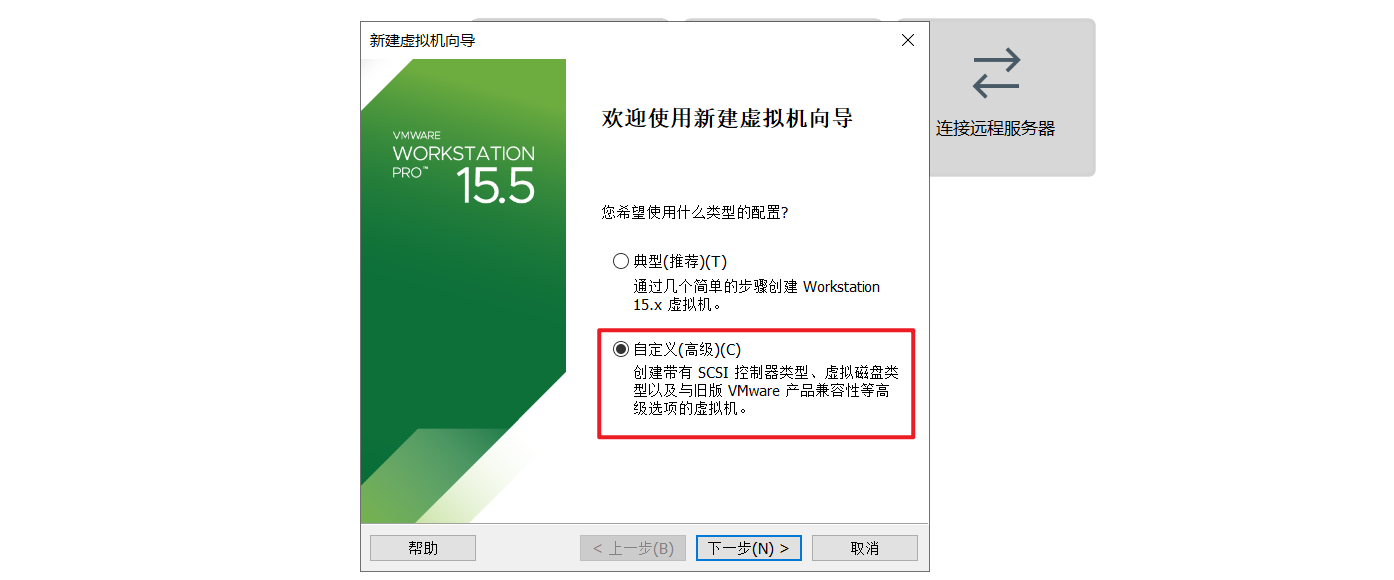 新建虚拟机向导
连接远程服务器
VMWARE
WORKSTATION
PRO™ 15.5
欢迎使用新建虚拟机向导
您希望使用什么类型的配置?
典型(推荐)(T)
通过几个简单的步骤创建 Workstation
15.x 虚拟机。
自定义(高级)(C)
创建带有 SCSI 控制器类型、虚拟磁盘类
型以及与旧版 VMware 产品兼容性等高
级选项的虚拟机。
帮助
< 上一步(B)
下一步(N) >
取消